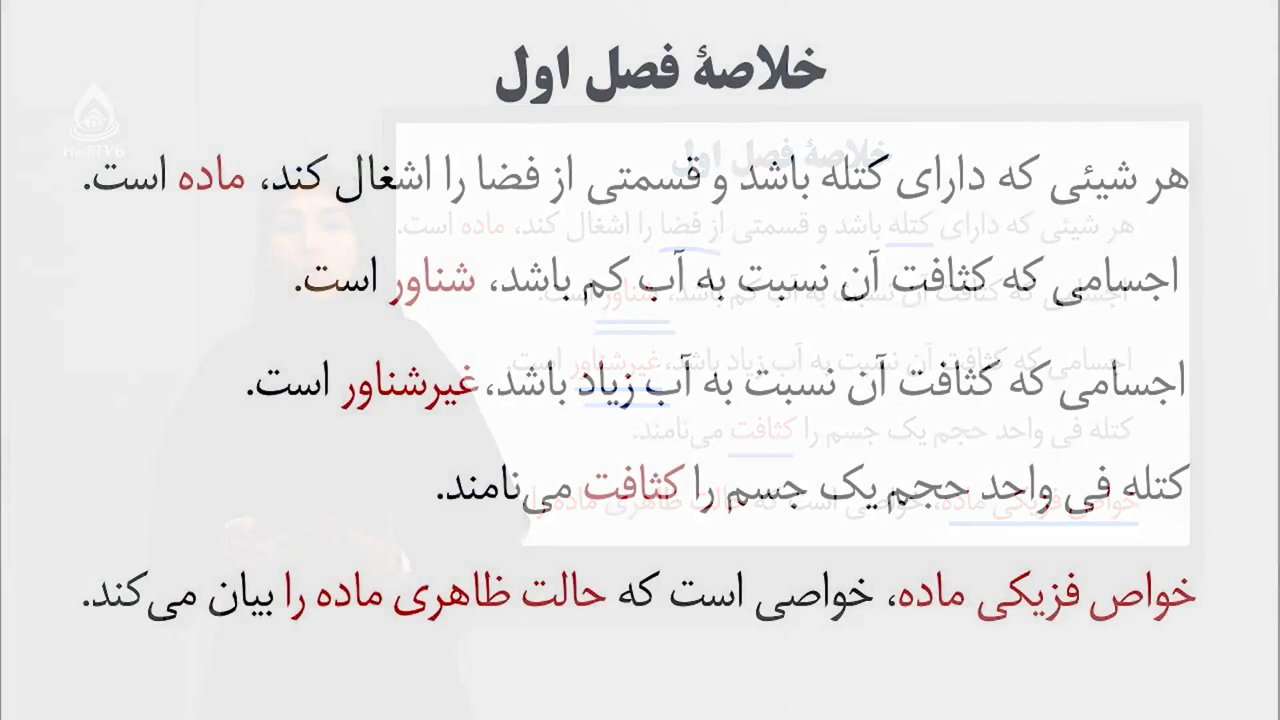 خلاصهٔ فصل اول
هر شیئی که دارای کتله باشد و قسمتی از فضا را اشغال کند، ماده است.
اجسامی که کثافت آن نسبت به آب کم باشد، شناور است.
اجسامی که کثافت آن نسبت به آب زیاد باشد، غیرشناور است.
کتله فی واحد حجم یک جسم را کثافت می‌نامند.
خواص فزیکی ماده، خواصی است که حالت ظاهری ماده را بیان می‌کند.